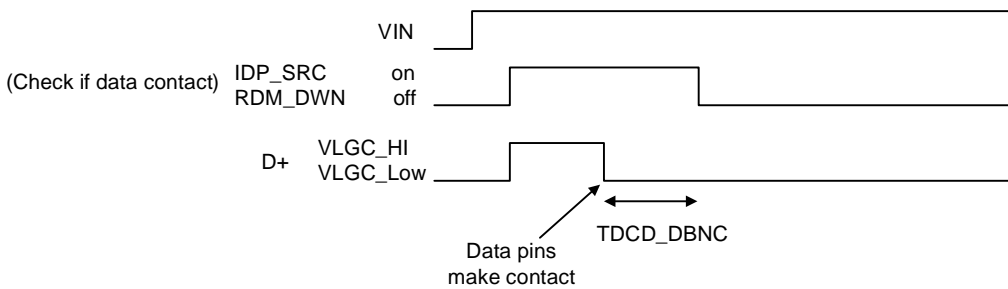 VIN
(Check if data contact) IDP_SRC on
RDM_DWN off
D+ VLGC_HI
VLGC_Low
TDCD_DBNC
Data pins
make contact